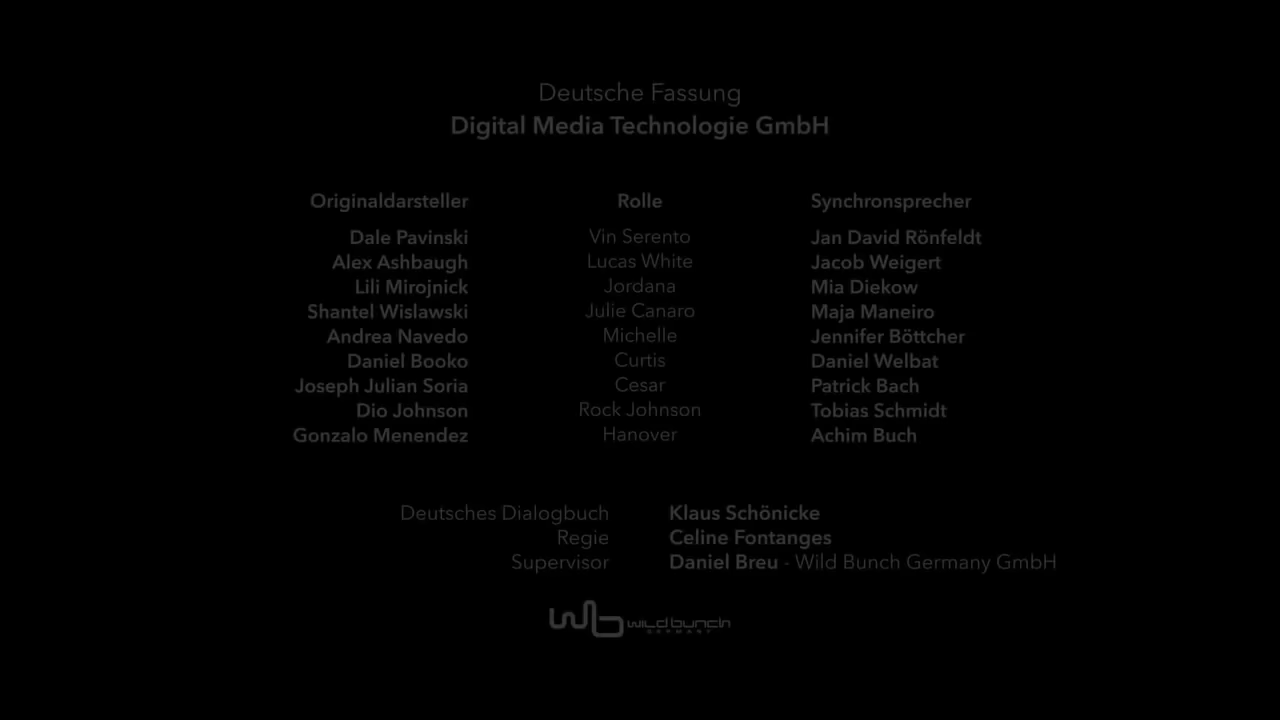 Deutsche Fassung
Digital Media Technologie GmbH
Originaldarsteller Rolle Synchronsprecher
Dale Pavinski Vin Serento Jan David Rönfeldt
Alex Ashbaugh Lucas White Jacob Weigert
Lili Mirojnick Jordana Mia Diekow
Shantel Wislawski Julie Canaro Maja Maneiro
Andrea Navedo Michelle Jennifer Böttcher
Daniel Booko Curtis Daniel Welbat
Joseph Julian Soria Cesar Patrick Bach
Dio Johnson Rock Johnson Tobias Schmidt
Gonzalo Menendez Hanover Achim Buch
Deutsches Dialogbuch Klaus Schönicke
Regie Celine Fontanges
Supervisor Daniel Breu - Wild Bunch Germany GmbH
wb wild bunch
GERMANY